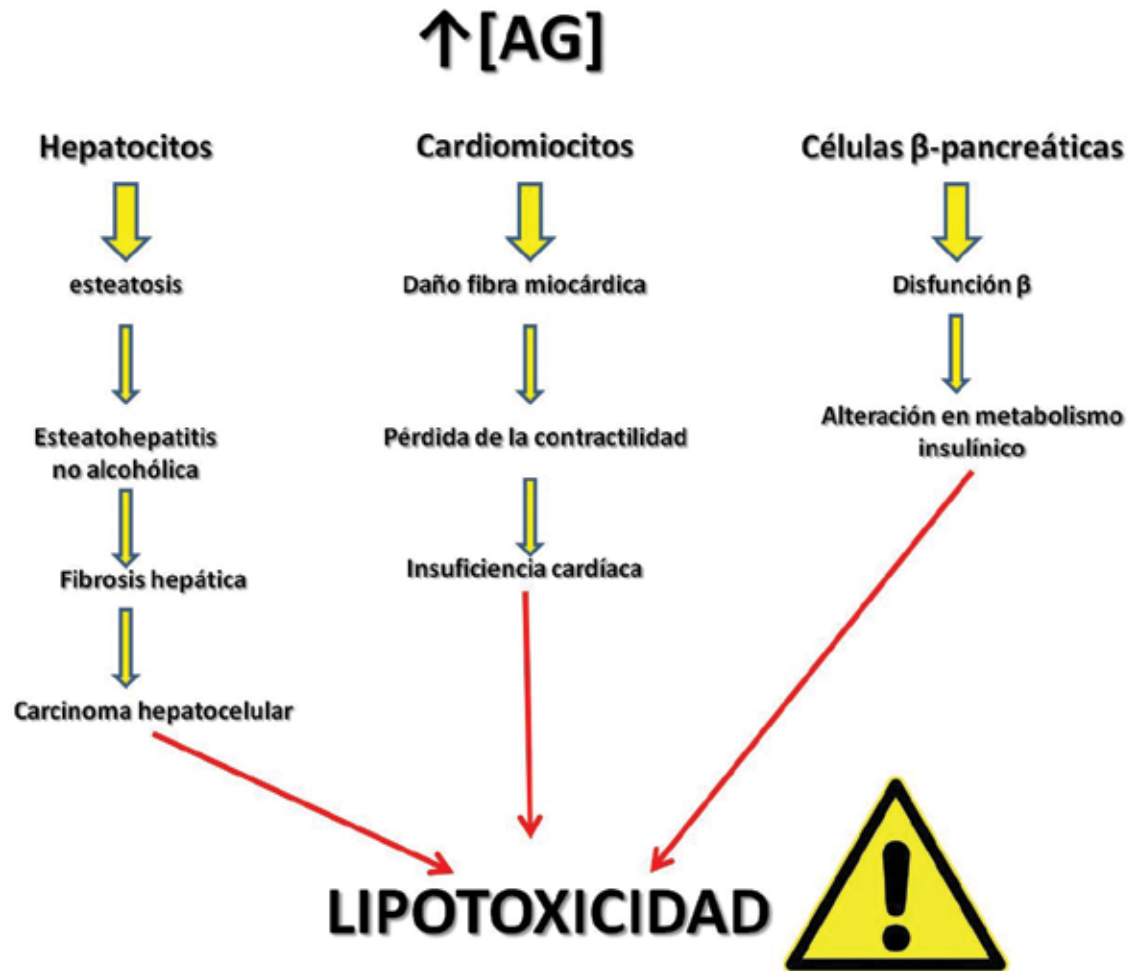 ↑[AG]
Hepatocitos
esteatosis
Esteatohepatitis
no alcohólica
Fibrosis hepática
Carcinoma hepatocelular
Cardiomiocitos
Daño fibra miocárdica
Pérdida de la contractilidad
Insuficiencia cardíaca
Células β-pancreáticas
Disfunción β
Alteración en metabolismo
insulínico
LIPOTOXICIDAD
!